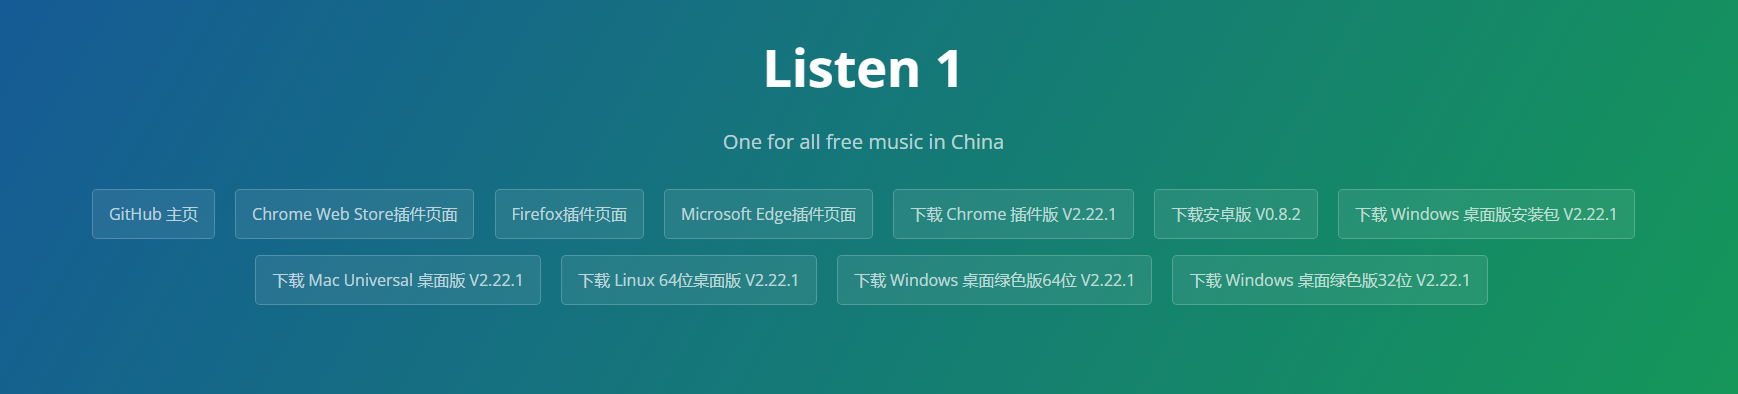 Listen 1
One for all free music in China
GitHub 主页 Chrome Web Store插件页面 Firefox插件页面 Microsoft Edge插件页面 下载 Chrome 插件版 V2.22.1 下载安卓版 V0.8.2 下载 Windows 桌面版安装包 V2.22.1
下载 Mac Universal 桌面版 V2.22.1 下载 Linux 64位桌面版 V2.22.1 下载 Windows 桌面绿色版64位 V2.22.1 下载 Windows 桌面绿色版32位 V2.22.1